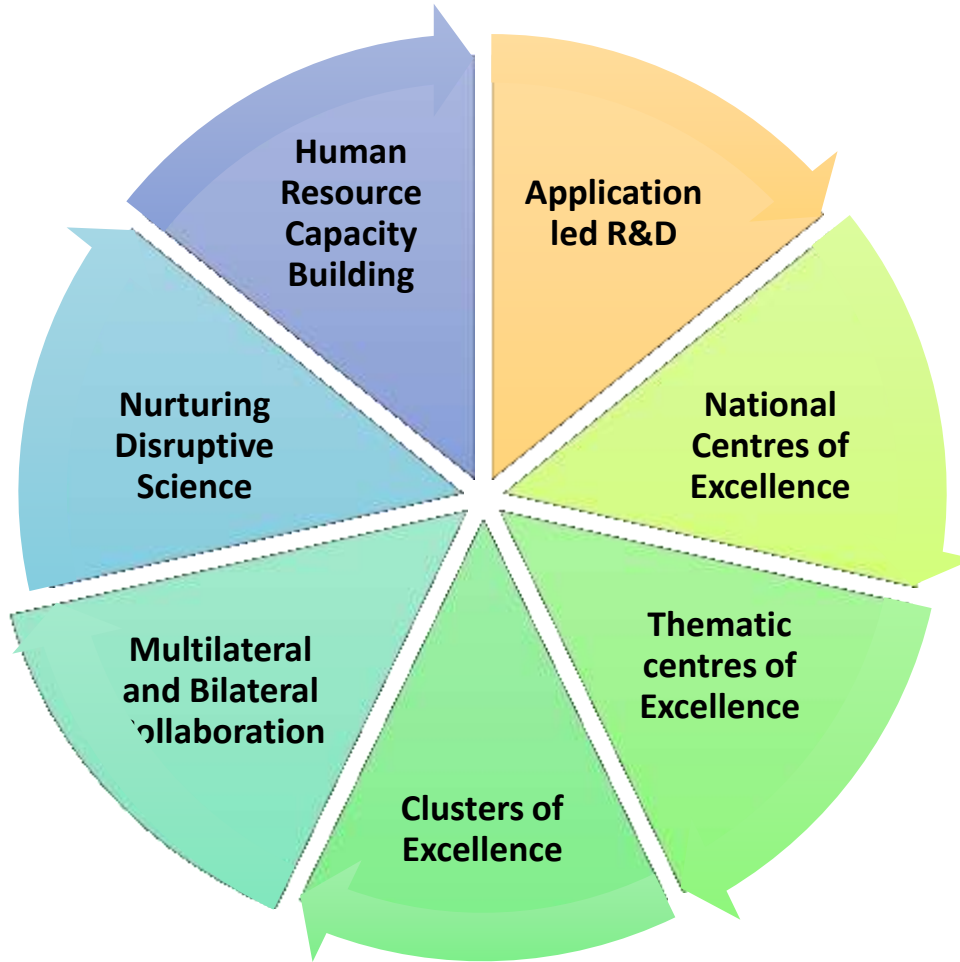 Human
Resource
Capacity
Building
Application
led R&D
National
Centres of
Excellence
Thematic
centres of
Excellence
Clusters of
Excellence
Multilateral
and Bilateral
ollaboration
Nurturing
Disruptive
Science